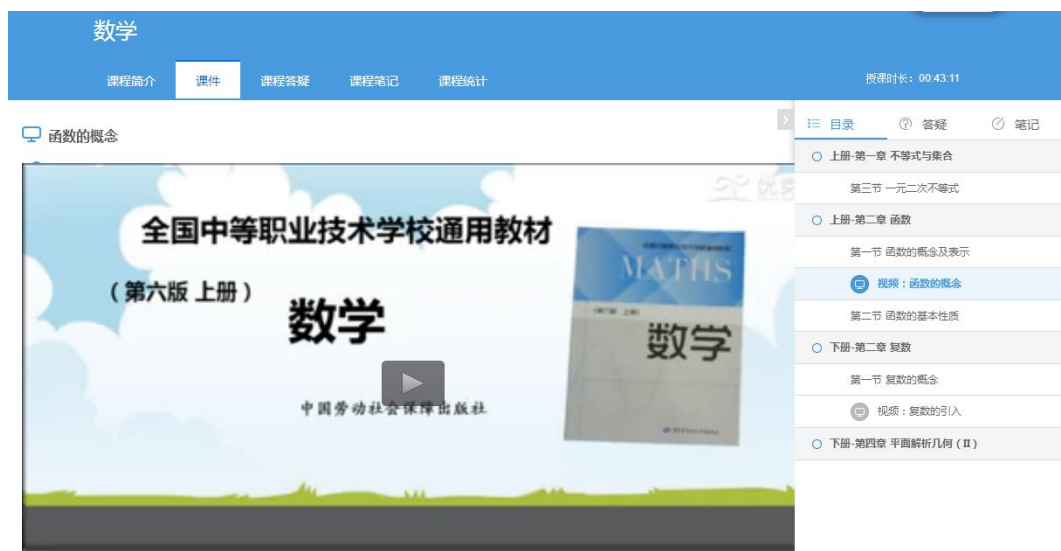 数学
课程简介 课件 课程答疑 课程笔记 课程统计 授课时长：00:43:11
函数的概念
全国中等职业技术学校通用教材
（第六版 上册）
数学
中国劳动社会保障出版社
MATHS
（第六版 上册）
数学
目录 答疑 笔记
上册-第一章 不等式与集合
第三节 一元二次不等式
上册-第二章 函数
第一节 函数的概念及表示
视频：函数的概念
第二节 函数的基本性质
下册-第二章 复数
第一节 复数的概念
视频：复数的引入
下册-第四章 平面解析几何（II）